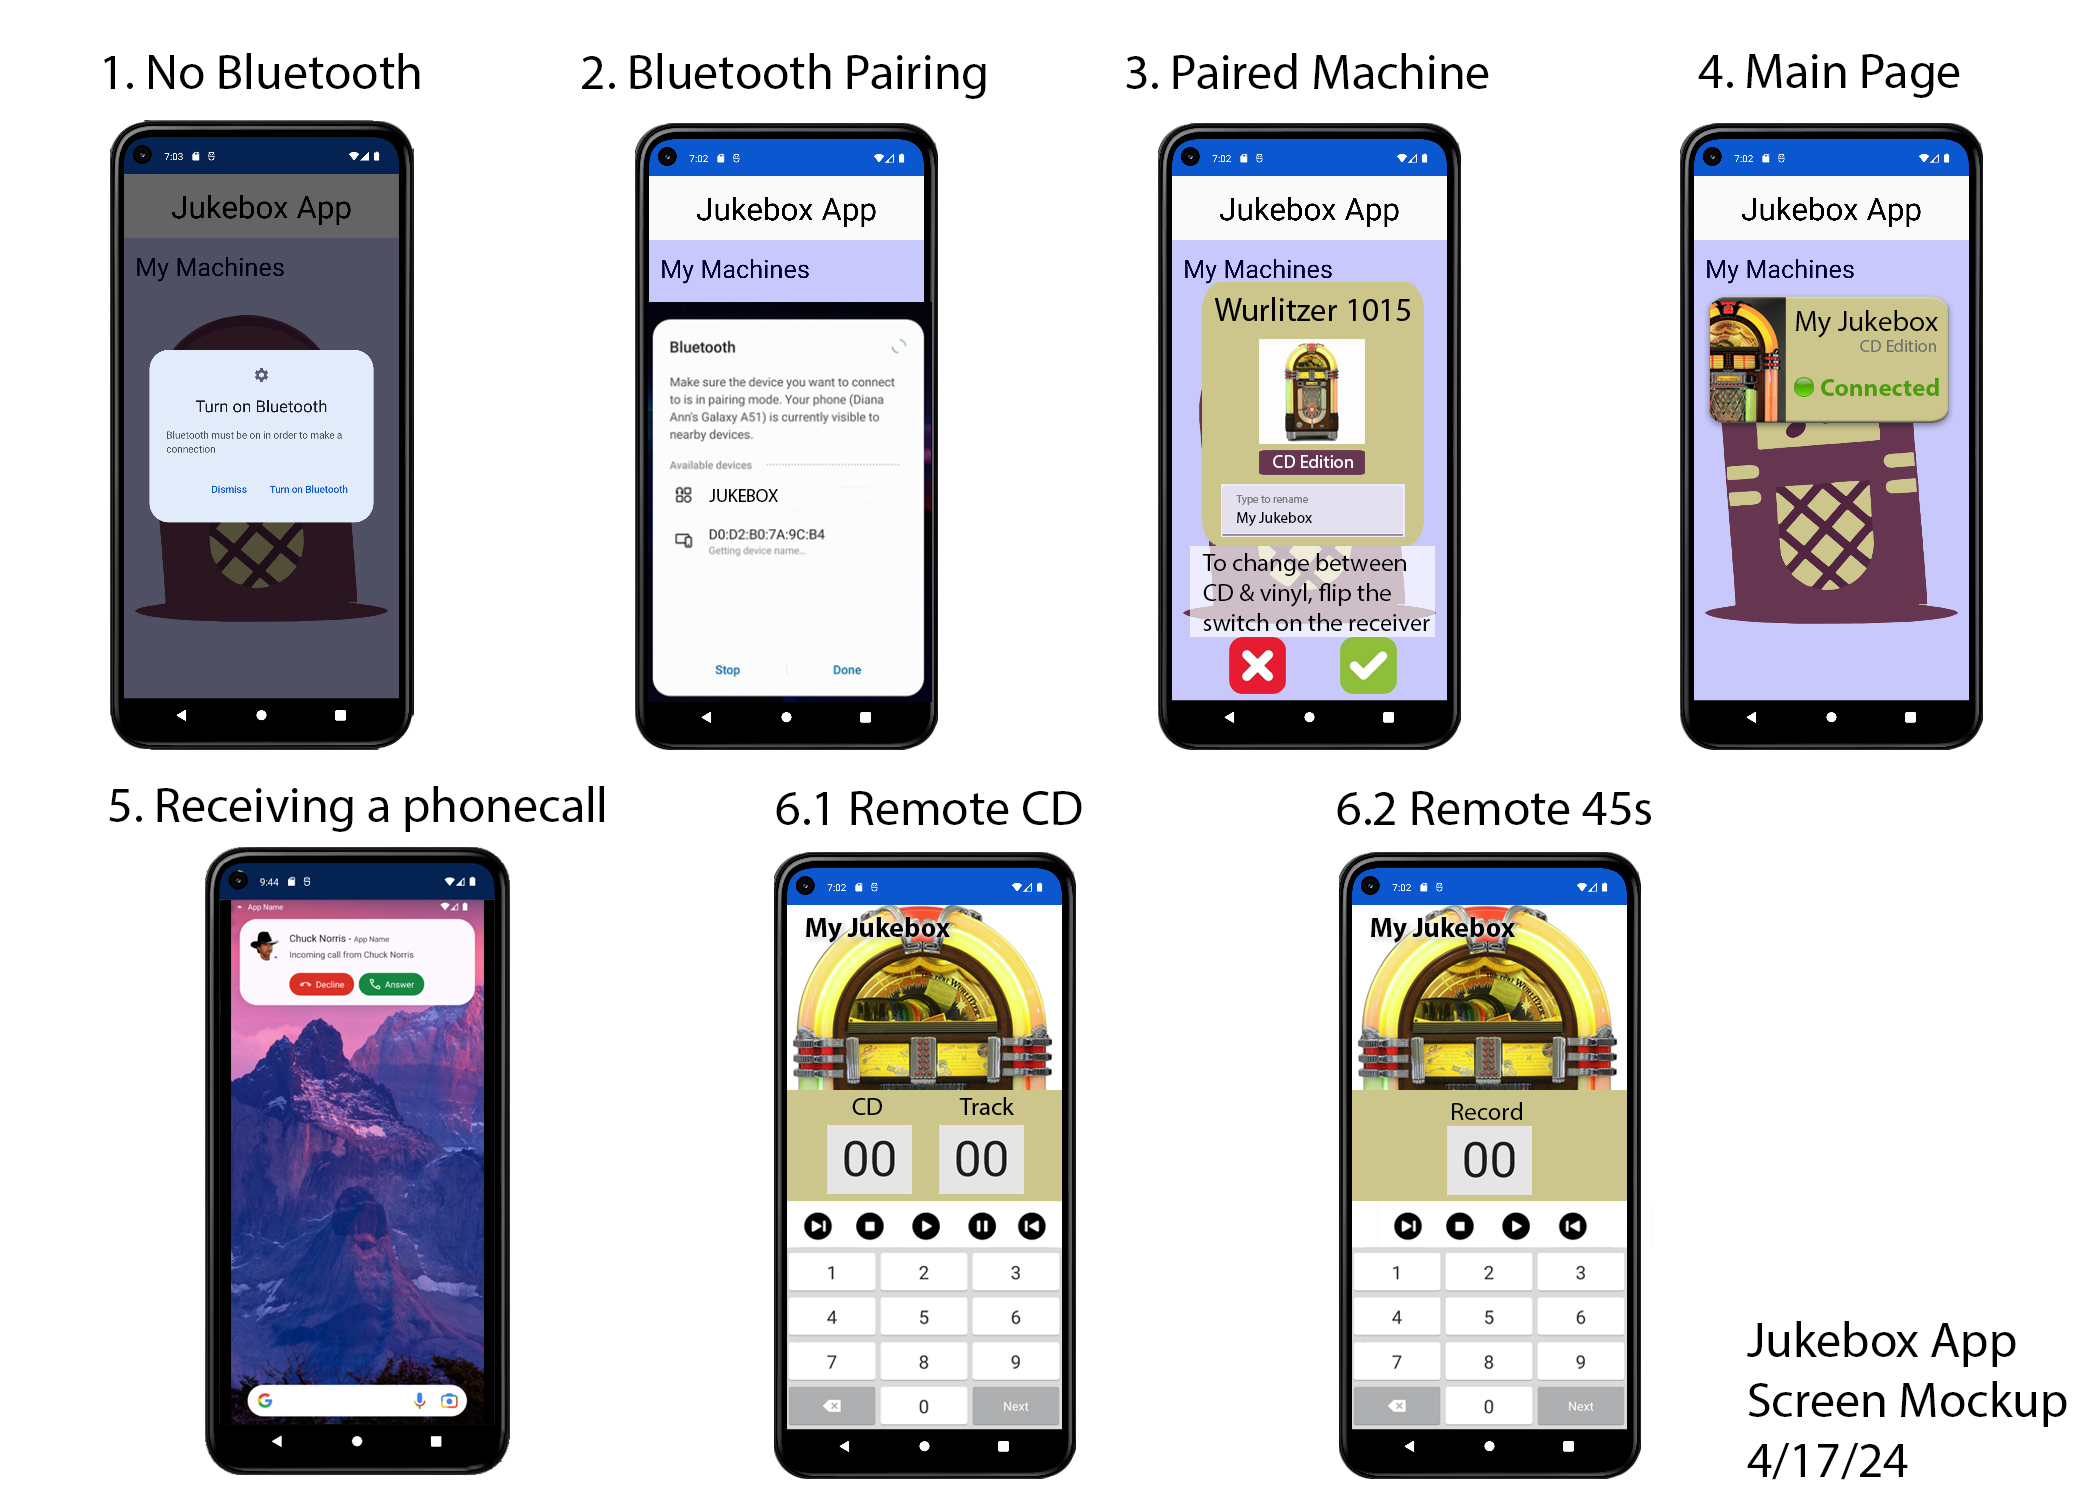 1. No Bluetooth
7:03
Jukebox App
My Machines
Turn on Bluetooth
Bluetooth must be on in order to make a
connection
Dismiss Turn on Bluetooth
2. Bluetooth Pairing
7:02
Jukebox App
My Machines
Bluetooth
Make sure the device you want to connect
to is in pairing mode. Your phone (Diana
Ann's Galaxy A51) is currently visible to
nearby devices.
Available devices
JUKEBOX
D0:D2:B0:7A:9C:B4
Getting device name...
Stop Done
3. Paired Machine
7:02
Jukebox App
My Machines
Wurlitzer 1015
CD Edition
Type to rename
My Jukebox
To change between
CD & vinyl, flip the
switch on the receiver
4. Main Page
7:02
Jukebox App
My Machines
My Jukebox
CD Edition
Connected
5. Receiving a phonecall
9:44
App Name
Chuck Norris • App Name
Incoming call from Chuck Norris
Decline Answer
6.1 Remote CD
7:02
My Jukebox
WURLITZER
CD Track
00 00
1 2 3
4 5 6
7 8 9
0 Next
6.2 Remote 45s
7:02
My Jukebox
WURLITZER
Record
00
1 2 3
4 5 6
7 8 9
0 Next
Jukebox App
Screen Mockup
4/17/24